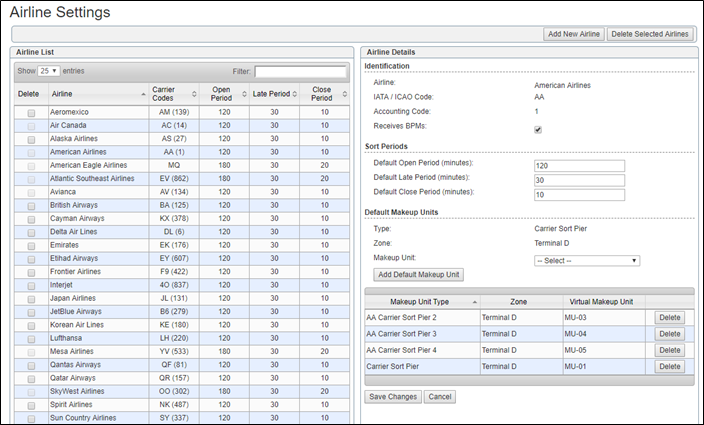 Airline Settings
Add New Airline Delete Selected Airlines
Airline List
Show 25 entries Filter:
Delete Airline Carrier Codes Open Period Late Period Close Period
Aeromexico AM (139) 120 30 10
Air Canada AC (14) 120 30 10
Alaska Airlines AS (27) 120 30 10
American Airlines AA (1) 120 30 10
American Eagle Airlines MQ 180 30 20
Atlantic Southeast Airlines EV (862) 180 30 20
Avianca AV (134) 120 30 10
British Airways BA (125) 120 30 10
Cayman Airways KX (378) 120 30 10
Delta Air Lines DL (6) 120 30 10
Emirates EK (176) 120 30 10
Etihad Airways EY (607) 120 30 10
Frontier Airlines F9 (422) 120 30 10
Interjet 4O (837) 120 30 10
Japan Airlines JL (131) 120 30 10
JetBlue Airways B6 (279) 120 30 10
Korean Air Lines KE (180) 120 30 10
Lufthansa LH (220) 120 30 10
Mesa Airlines YV (533) 180 30 20
Qantas Airways QF (81) 120 30 10
Qatar Airways QR (157) 120 30 10
SkyWest Airlines OO (302) 180 30 20
Spirit Airlines NK (487) 120 30 10
Sun Country Airlines SY (337) 120 30 10
Airline Details
Identification
Airline: American Airlines
IATA / ICAO Code: AA
Accounting Code: 1
Receives BPMs:
Sort Periods
Default Open Period (minutes): 120
Default Late Period (minutes): 30
Default Close Period (minutes): 10
Default Makeup Units
Type: Carrier Sort Pier
Zone: Terminal D
Makeup Unit: -- Select --
Add Default Makeup Unit
Makeup Unit Type Zone Virtual Makeup Unit
AA Carrier Sort Pier 2 Terminal D MU-03 Delete
AA Carrier Sort Pier 3 Terminal D MU-04 Delete
AA Carrier Sort Pier 4 Terminal D MU-05 Delete
Carrier Sort Pier Terminal D MU-01 Delete
Save Changes Cancel